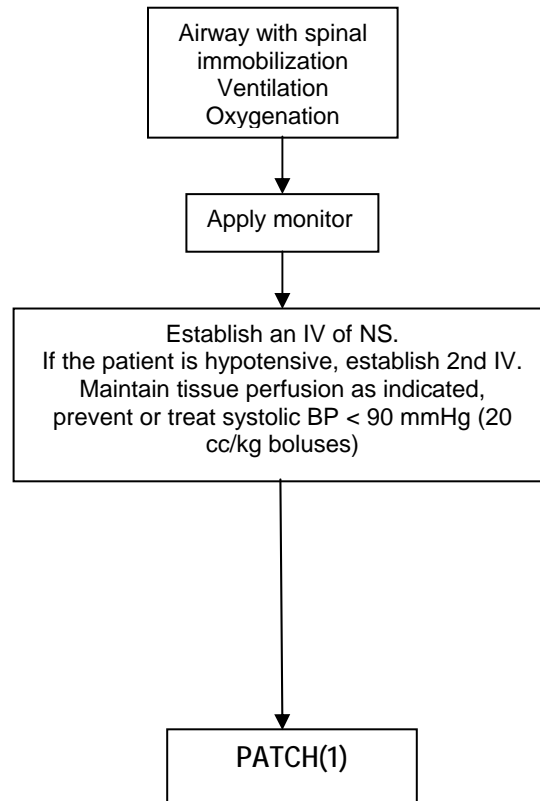 Airway with spinal
immobilization
Ventilation
Oxygenation
Apply monitor
Establish an IV of NS.
If the patient is hypotensive, establish 2nd IV.
Maintain tissue perfusion as indicated,
prevent or treat systolic BP < 90 mmHg (20
cc/kg boluses)
PATCH(1)